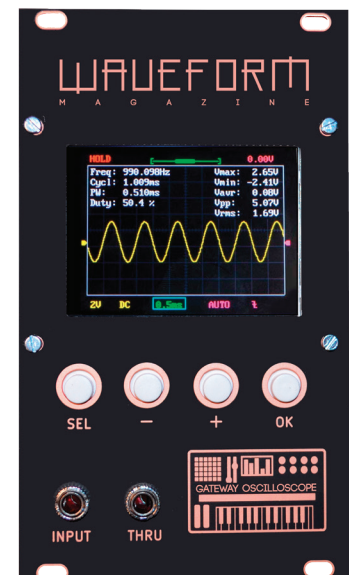 WAVEFORM
MAGAZINE
HOLD 0.00V
Freq: 990.098Hz Vmax: 2.65V
Cycl: 1.009ms Vmin: -2.41V
PW: 0.510ms Vavr: 0.08V
Duty: 50.4 % Vpp: 5.07V
Vrms: 1.69V
2V DC 0.5ms AUTO
SEL − + OK
GATEWAY OSCILLOSCOPE
INPUT THRU